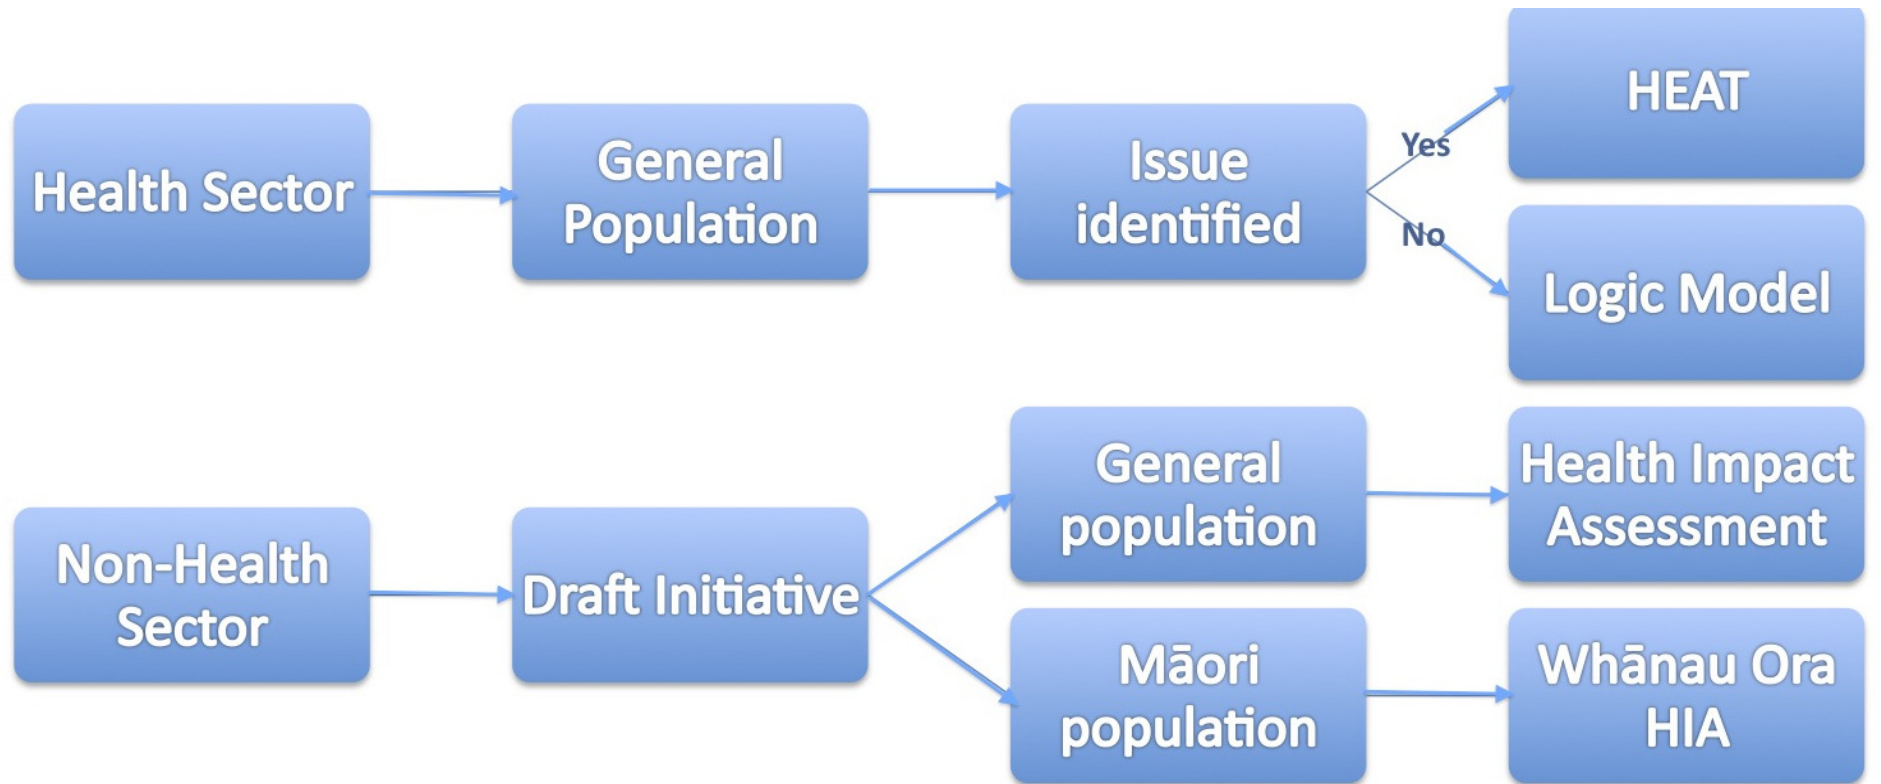 Health Sector
General
Population
Issue
identified
Yes
HEAT
No
Logic Model
Non-Health
Sector
Draft Initiative
General
population
Health Impact
Assessment
Māori
population
Whānau Ora
HIA